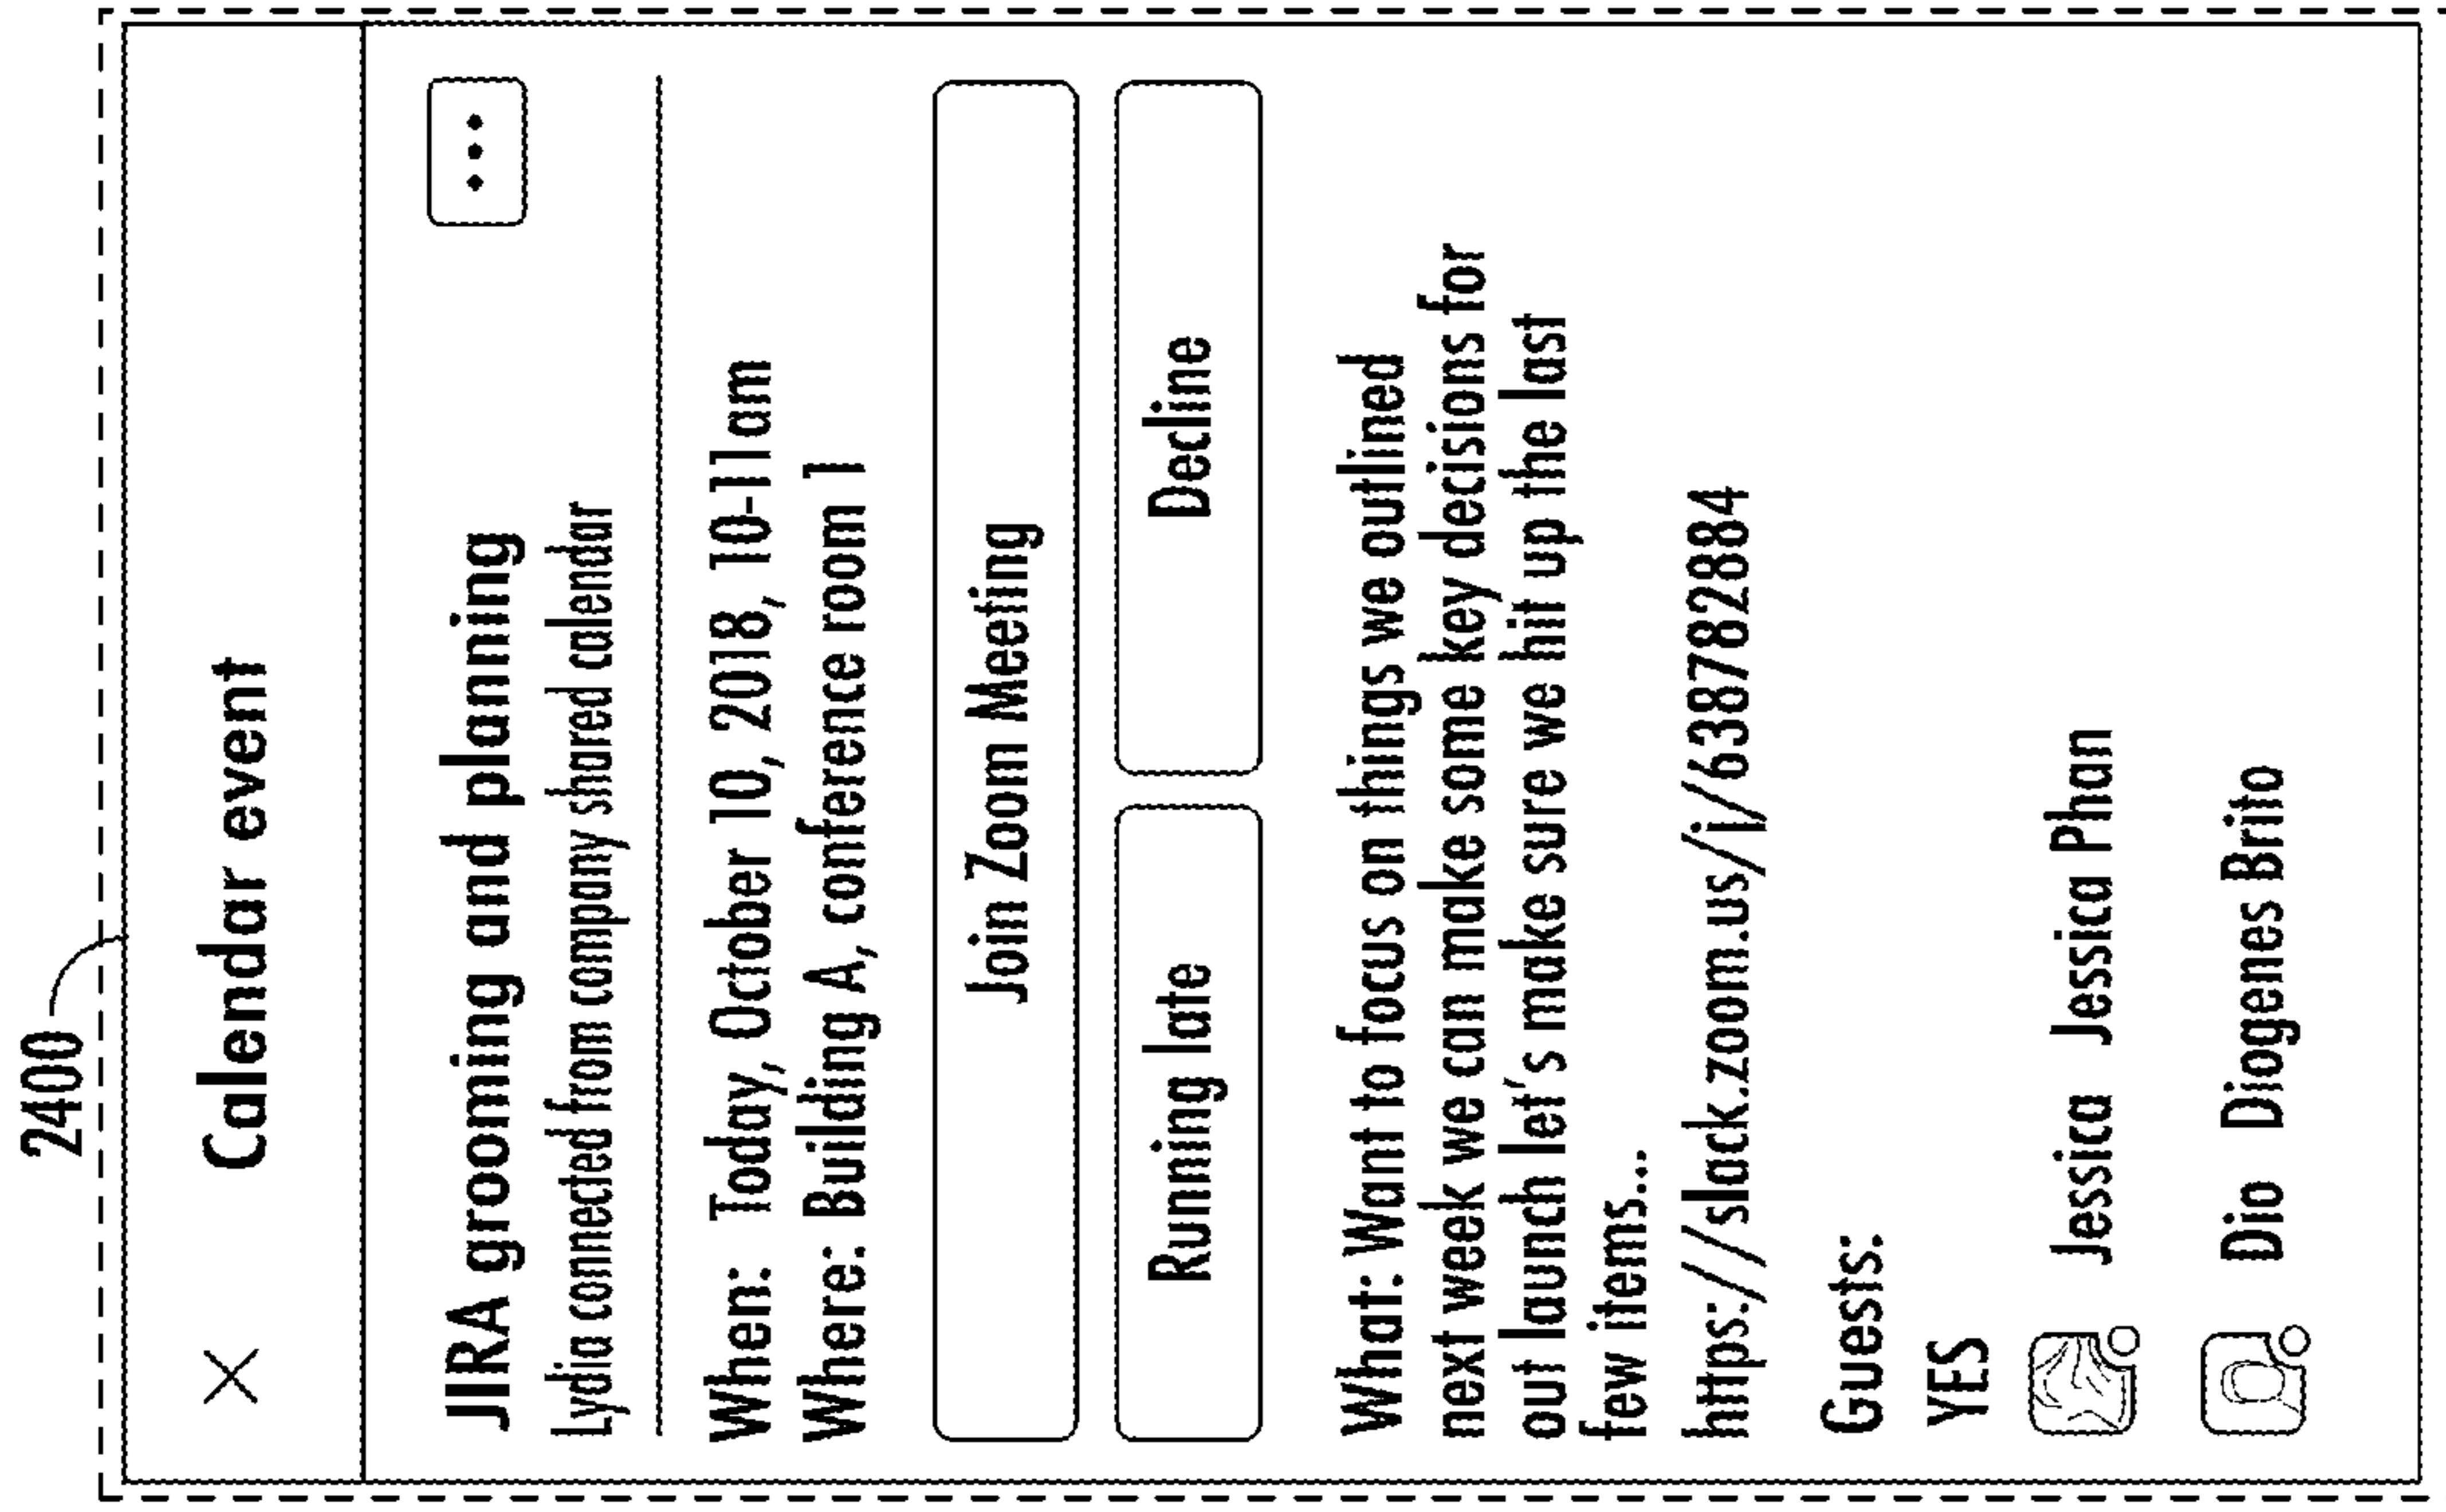 2400
X Calendar event
JIRA grooming and planning
Lydia connected from company shared calendar
When: Today, October 10, 2018, 10-11am
Where: Building A, conference room 1
Join Zoom Meeting
Running late Decline
What: Want to focus on things we outlined
next week we can make some key decisions for
out launch let's make sure we hit up the last
few items...
https:///slack.zoom.us/j//638782884
Guests:
YES
Jessica Jessica Phan
Dio Diogenes Brito